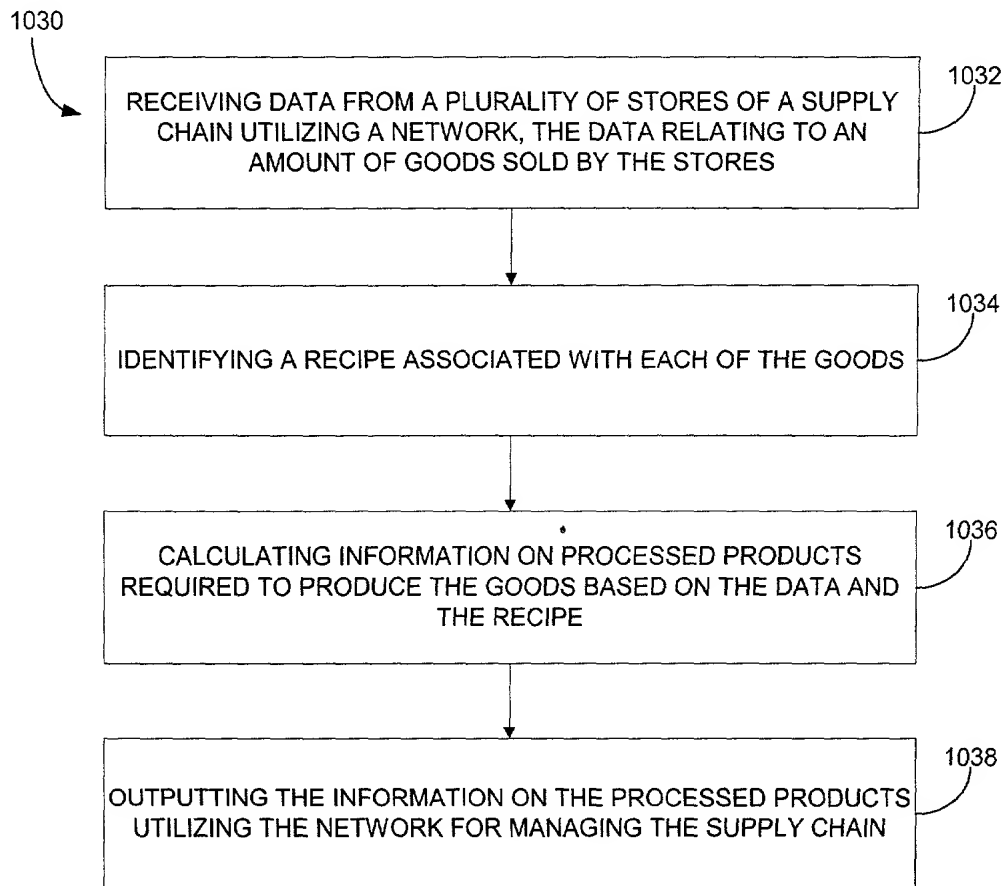 1030
1032
RECEIVING DATA FROM A PLURALITY OF STORES OF A SUPPLY
CHAIN UTILIZING A NETWORK, THE DATA RELATING TO AN
AMOUNT OF GOODS SOLD BY THE STORES
1034
IDENTIFYING A RECIPE ASSOCIATED WITH EACH OF THE GOODS
1036
CALCULATING INFORMATION ON PROCESSED PRODUCTS
REQUIRED TO PRODUCE THE GOODS BASED ON THE DATA AND
THE RECIPE
1038
OUTPUTTING THE INFORMATION ON THE PROCESSED PRODUCTS
UTILIZING THE NETWORK FOR MANAGING THE SUPPLY CHAIN